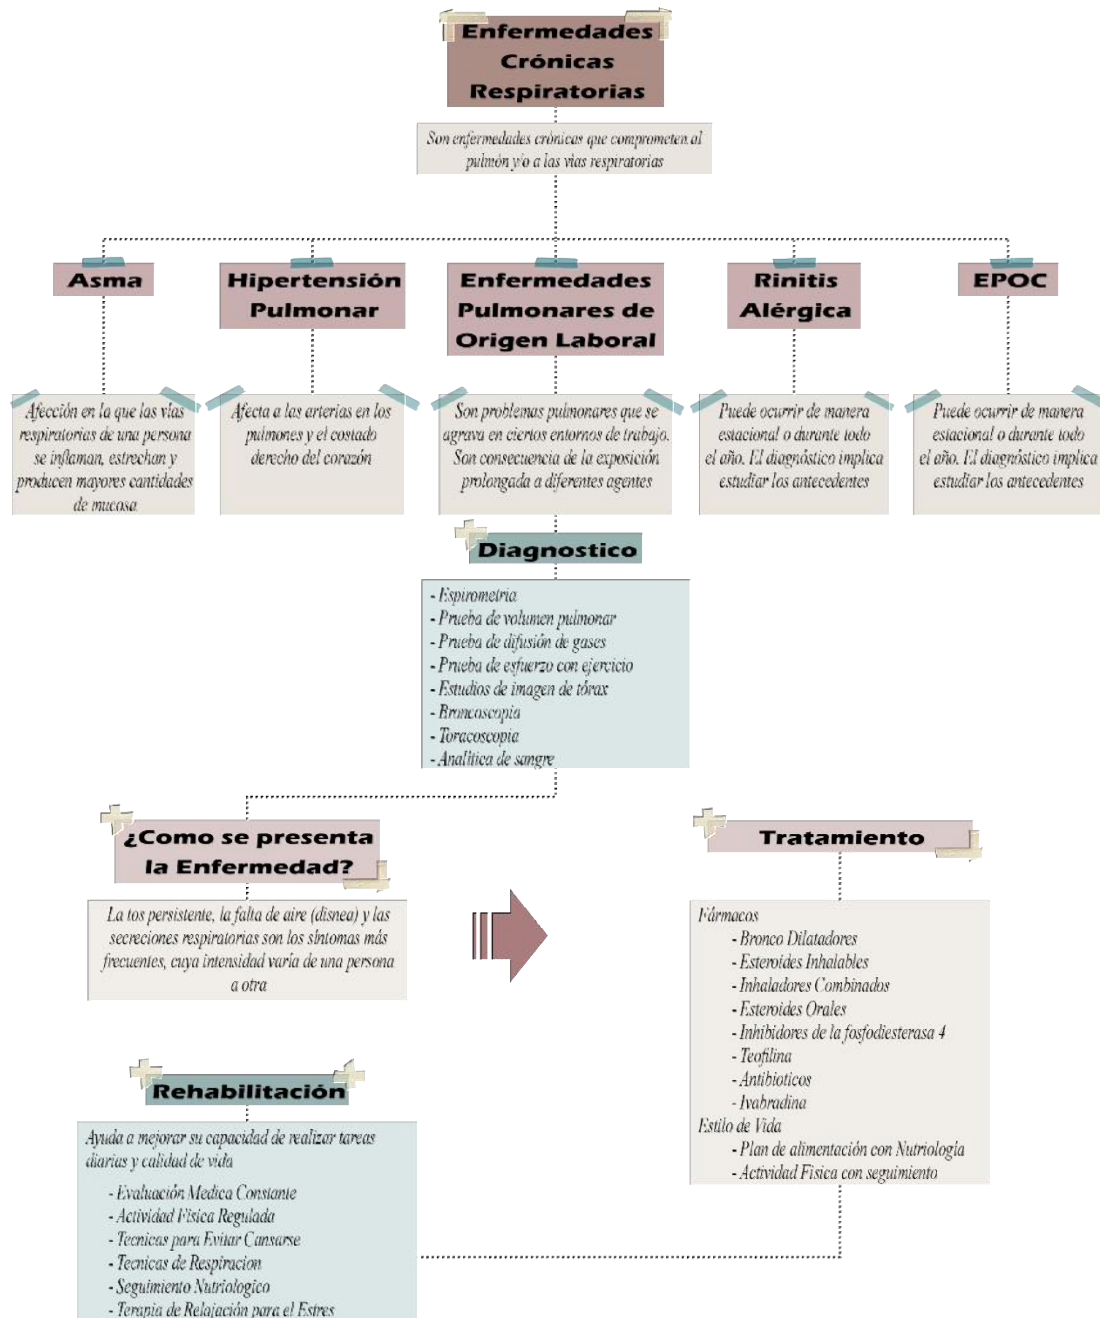 Enfermedades
Crónicas
Respiratorias
Son enfermedades crónicas que comprometen al
pulmón y/o a las vías respiratorias
Asma
Hipertensión
Pulmonar
Enfermedades
Pulmonares de
Origen Laboral
Rinitis
Alérgica
EPOC
Afección en la que las vías
respiratorias de una persona
se inflaman, estrechan y
producen mayores cantidades
de mucosa
Afecta a las arterias en los
pulmones y el costado
derecho del corazón
Son problemas pulmonares que se
agrava en ciertos entornos de trabajo.
Son consecuencia de la exposición
prolongada a diferentes agentes
Puede ocurrir de manera
estacional o durante todo
el año. El diagnóstico implica
estudiar los antecedentes
Puede ocurrir de manera
estacional o durante todo
el año. El diagnóstico implica
estudiar los antecedentes
Diagnostico
- Espirometría
- Prueba de volumen pulmonar
- Prueba de difusión de gases
- Prueba de esfuerzo con ejercicio
- Estudios de imagen de tórax
- Broncoscopia
- Toracoscopia
- Analítica de sangre
¿Como se presenta
la Enfermedad?
La tos persistente, la falta de aire (disnea) y las
secreciones respiratorias son los síntomas más
frecuentes, cuya intensidad varía de una persona
a otra
Tratamiento
Fármacos
- Bronco Dilatadores
- Esteroides Inhalables
- Inhaladores Combinados
- Esteroides Orales
- Inhibidores de la fosfodiesterasa 4
- Teofilina
- Antibioticos
- Ivabradina
Estilo de Vida
- Plan de alimentación con Nutriología
- Actividad Física con seguimiento
Rehabilitación
Ayuda a mejorar su capacidad de realizar tareas
diarias y calidad de vida
- Evaluación Medica Constante
- Actividad Física Regulada
- Tecnicas para Evitar Cansarse
- Tecnicas de Respiracion
- Seguimiento Nutriologico
- Terapia de Relajación para el Estres